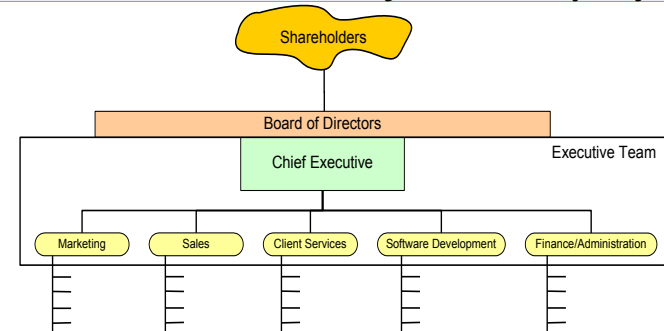 Shareholders
Board of Directors
Executive Team
Chief Executive
Marketing
Sales
Client Services
Software Development
Finance/Administration